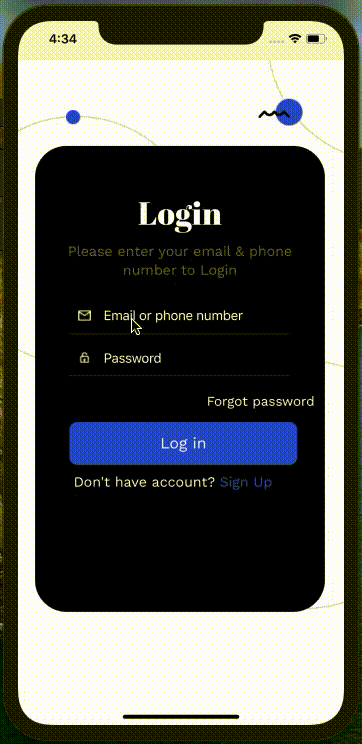 4:34
Login
Please enter your email & phone
number to Login
Email or phone number
Password
Forgot password
Log in
Don't have account? Sign Up